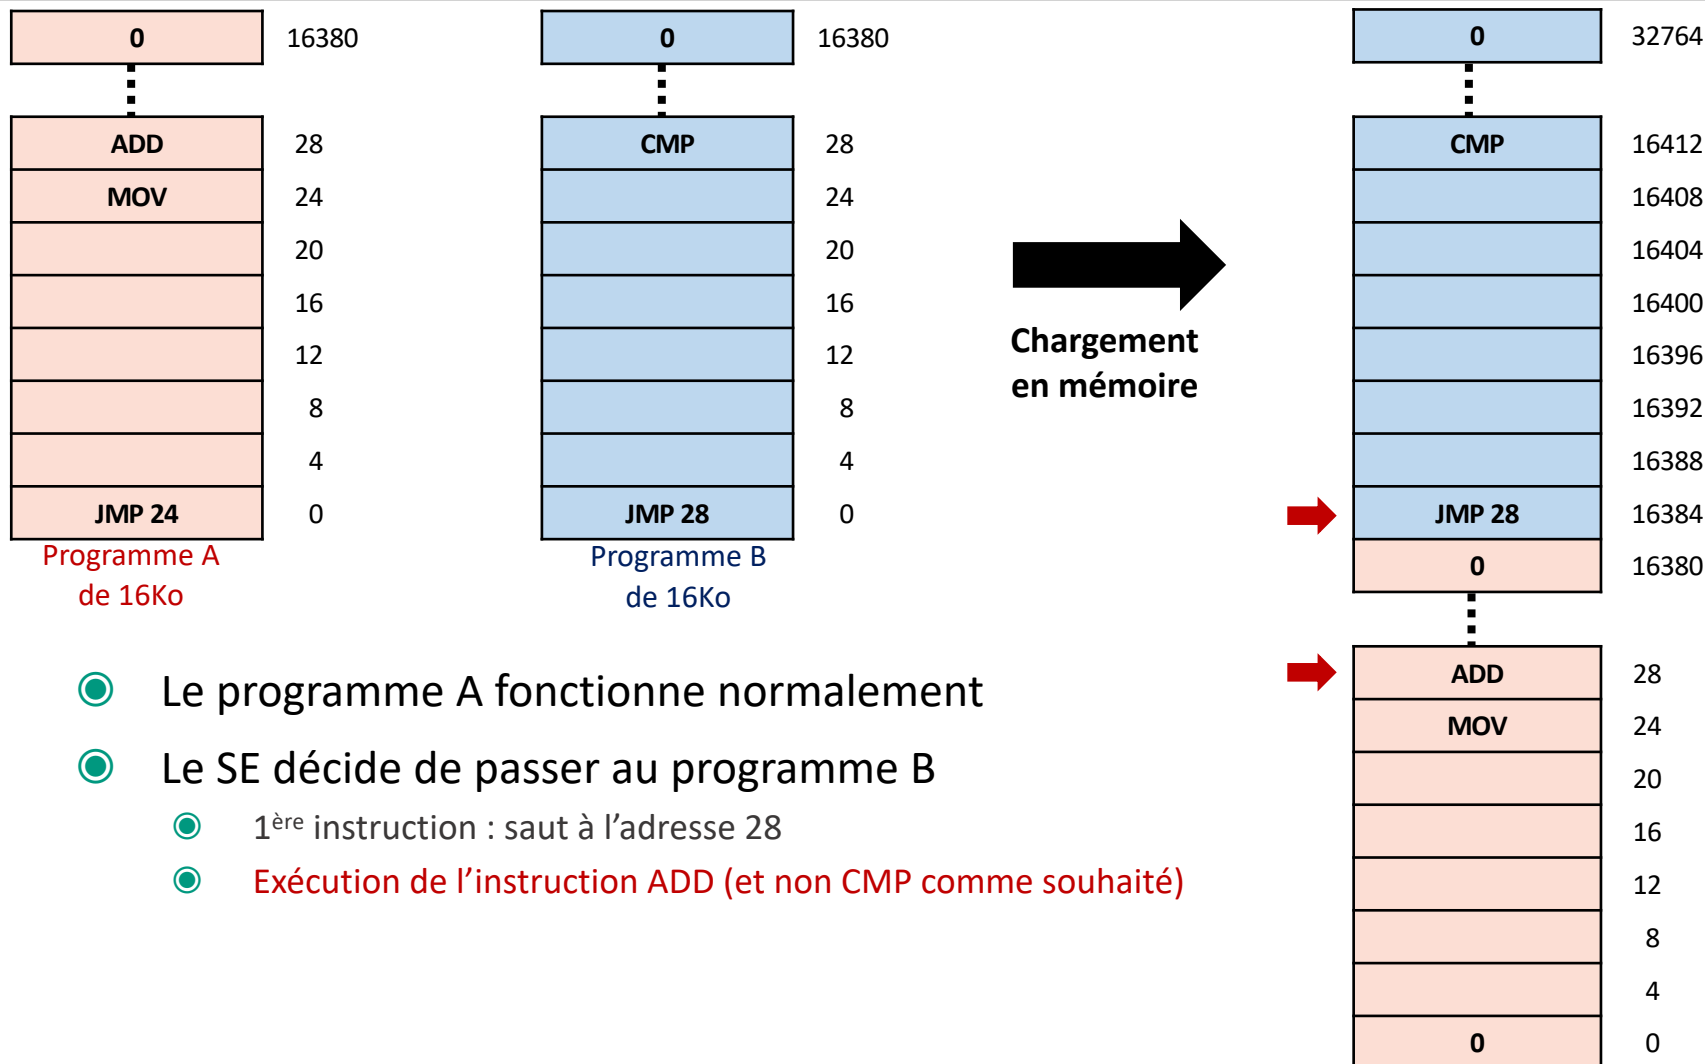 0 16380
ADD 28
MOV 24
20
16
12
8
4
JMP 24 0
Programme A
de 16Ko
0 16380
CMP 28
24
20
16
12
8
4
JMP 28 0
Programme B
de 16Ko
Chargement
en mémoire
0 32764
CMP 16412
16408
16404
16400
16396
16392
16388
JMP 28 16384
0 16380
ADD 28
MOV 24
20
16
12
8
4
0 0
Le programme A fonctionne normalement
Le SE décide de passer au programme B
1ère instruction : saut à l’adresse 28
Exécution de l’instruction ADD (et non CMP comme souhaité)